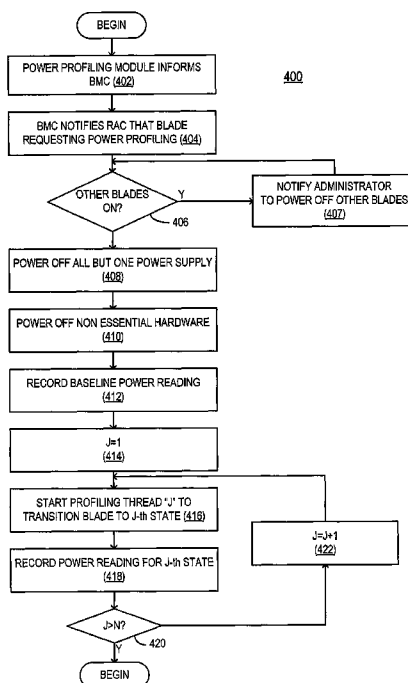 BEGIN
POWER PROFILING MODULE INFORMS
BMC (402)
400
BMC NOTIFIES RAC THAT BLADE
REQUESTING POWER PROFILING (404)
OTHER BLADES
ON?
Y
406
NOTIFY ADMINISTRATOR
TO POWER OFF OTHER BLADES
(407)
POWER OFF ALL BUT ONE POWER SUPPLY
(408)
POWER OFF NON ESSENTIAL HARDWARE
(410)
RECORD BASELINE POWER READING
(412)
J=1
(414)
START PROFILING THREAD "J" TO
TRANSITION BLADE TO J-th STATE (416)
J=J+1
(422)
RECORD POWER READING FOR J-th STATE
(418)
J>N?
420
Y
BEGIN